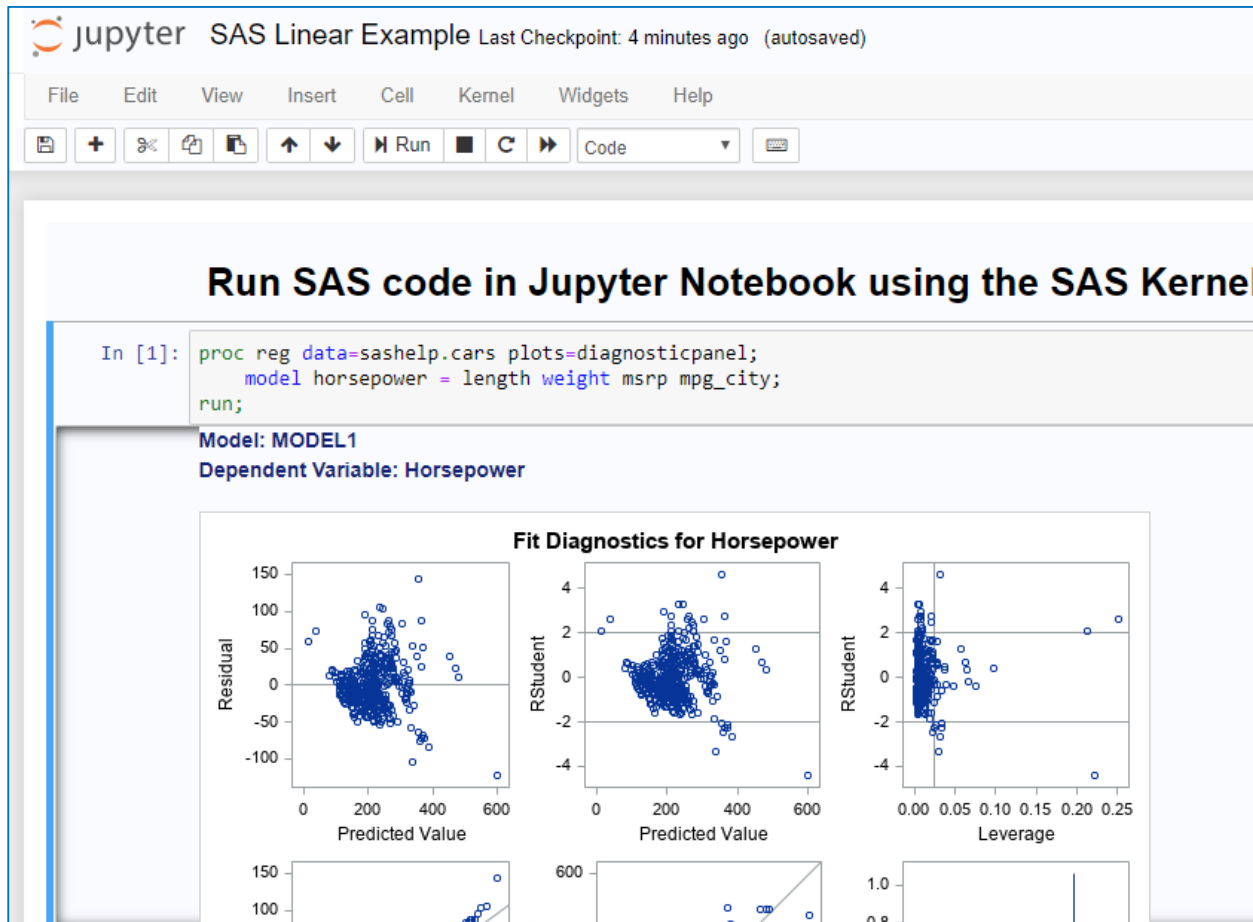 jupyter SAS Linear Example Last Checkpoint: 4 minutes ago (autosaved)
File Edit View Insert Cell Kernel Widgets Help
Run Code
Run SAS code in Jupyter Notebook using the SAS Kernel
In [1]: proc reg data=sashelp.cars plots=diagnosticpanel;
model horsepower = length weight msrp mpg_city;
run;
Model: MODEL1
Dependent Variable: Horsepower
Fit Diagnostics for Horsepower
150
100
50
0
-50
-100
Residual
0 200 400 600
Predicted Value
4
2
0
-2
-4
RStudent
0 200 400 600
Predicted Value
4
2
0
-2
-4
RStudent
0.00 0.05 0.10 0.15 0.20 0.25
Leverage
150
100
600
1.0
0.8